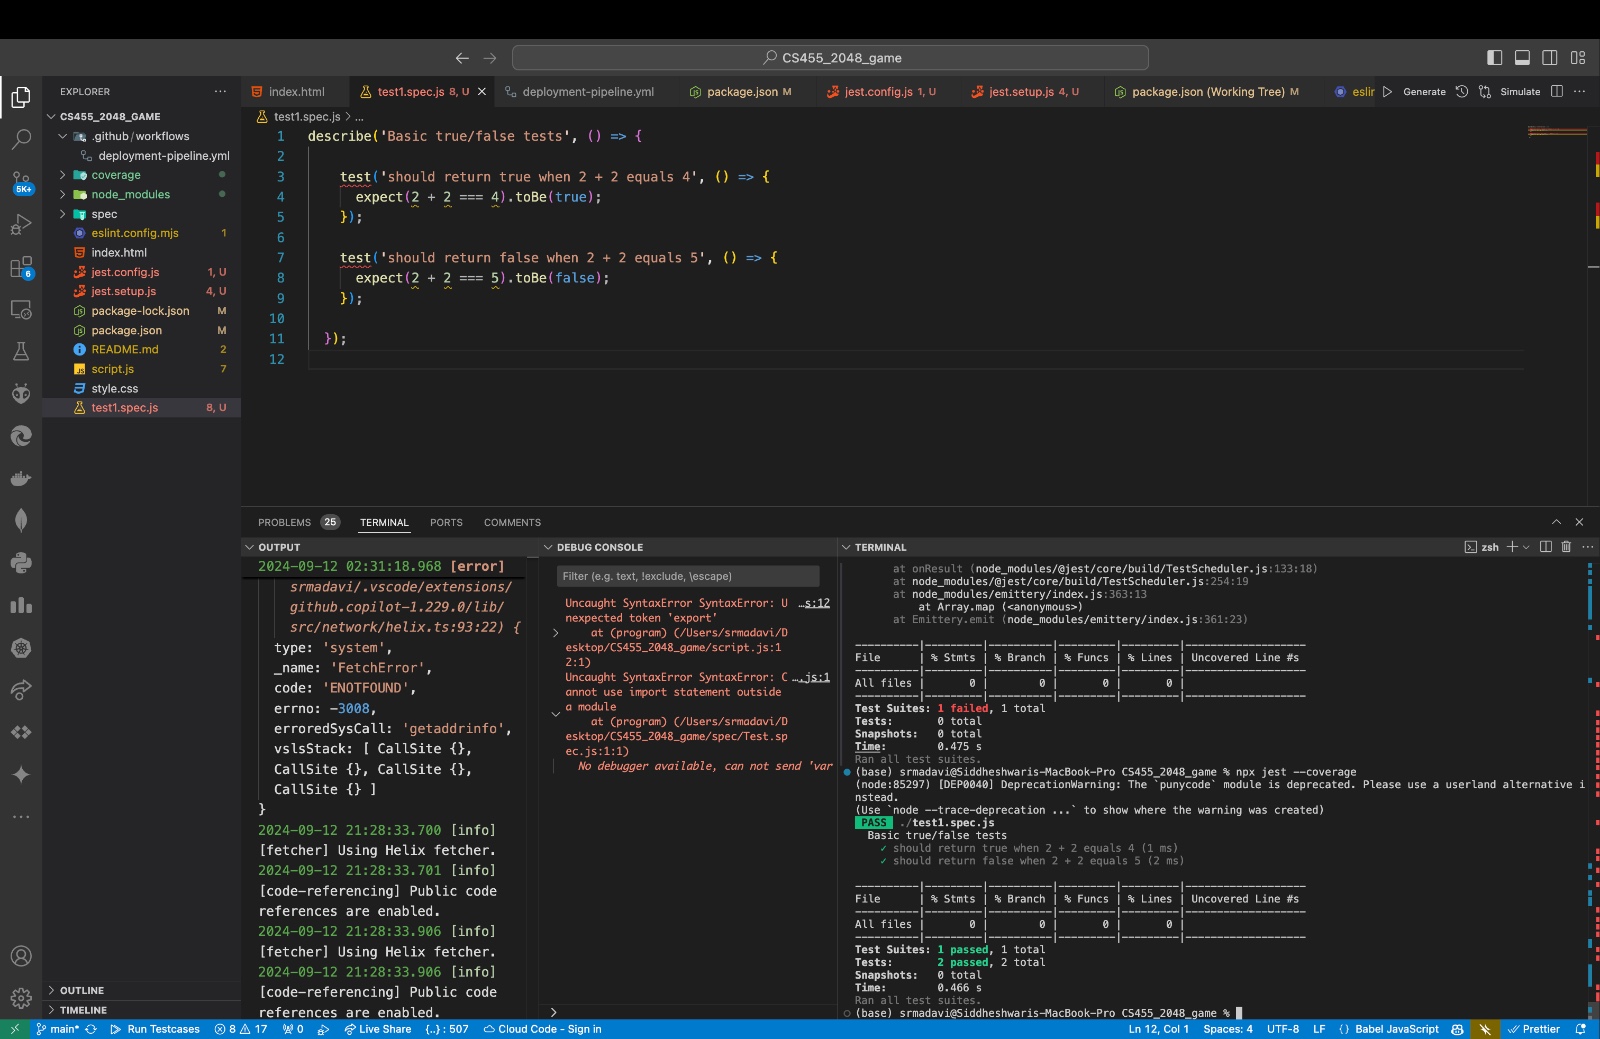 CS455_2048_game
EXPLORER
CS455_2048_GAME
.github/workflows
deployment-pipeline.yml
coverage
node_modules
spec
eslint.config.mjs 1
index.html
jest.config.js 1, U
jest.setup.js 4, U
package-lock.json M
package.json M
README.md 2
script.js 7
style.css
test1.spec.js 8, U
OUTLINE
TIMELINE
5K+
6
index.html test1.spec.js 8, U deployment-pipeline.yml package.json M jest.config.js 1, U jest.setup.js 4, U package.json (Working Tree) M eslir Generate Simulate
test1.spec.js > ...
1 describe('Basic true/false tests', () => {
2
3 test('should return true when 2 + 2 equals 4', () => {
4 expect(2 + 2 === 4).toBe(true);
5 });
6
7 test('should return false when 2 + 2 equals 5', () => {
8 expect(2 + 2 === 5).toBe(false);
9 });
10
11 });
12
PROBLEMS 25 TERMINAL PORTS COMMENTS
OUTPUT
2024-09-12 02:31:18.968 [error]
srmadavi/.vscode/extensions/
github.copilot-1.229.0/lib/
src/network/helix.ts:93:22) {
type: 'system',
_name: 'FetchError',
code: 'ENOTFOUND',
errno: -3008,
erroredSysCall: 'getaddrinfo',
vslsStack: [ CallSite {},
CallSite {}, CallSite {},
CallSite {} ]
}
2024-09-12 21:28:33.700 [info]
[fetcher] Using Helix fetcher.
2024-09-12 21:28:33.701 [info]
[code-referencing] Public code
references are enabled.
2024-09-12 21:28:33.906 [info]
[fetcher] Using Helix fetcher.
2024-09-12 21:28:33.906 [info]
[code-referencing] Public code
references are enabled.
DEBUG CONSOLE
Filter (e.g. text, !exclude, \escape)
Uncaught SyntaxError SyntaxError: U …s:12
nexpected token 'export'
at (program) (/Users/srmadavi/D
esktop/CS455_2048_game/script.js:1
2:1)
Uncaught SyntaxError SyntaxError: C ….js:1
annot use import statement outside
a module
at (program) (/Users/srmadavi/D
esktop/CS455_2048_game/spec/Test.sp
ec.js:1:1)
No debugger available, can not send 'var
TERMINAL
zsh
at onResult (node_modules/@jest/core/build/TestScheduler.js:133:18)
at node_modules/@jest/core/build/TestScheduler.js:254:19
at node_modules/emittery/index.js:363:13
at Array.map (<anonymous>)
at Emittery.emit (node_modules/emittery/index.js:361:23)
----------|---------|----------|---------|---------|-------------------
File | % Stmts | % Branch | % Funcs | % Lines | Uncovered Line #s
----------|---------|----------|---------|---------|-------------------
All files | 0 | 0 | 0 | 0 |
----------|---------|----------|---------|---------|-------------------
Test Suites: 1 failed, 1 total
Tests: 0 total
Snapshots: 0 total
Time: 0.475 s
Ran all test suites.
(base) srmadavi@Siddheshwaris-MacBook-Pro CS455_2048_game % npx jest --coverage
(node:85297) [DEP0040] DeprecationWarning: The `punycode` module is deprecated. Please use a userland alternative i
nstead.
(Use `node --trace-deprecation ...` to show where the warning was created)
PASS ./test1.spec.js
Basic true/false tests
✓ should return true when 2 + 2 equals 4 (1 ms)
✓ should return false when 2 + 2 equals 5 (2 ms)
----------|---------|----------|---------|---------|-------------------
File | % Stmts | % Branch | % Funcs | % Lines | Uncovered Line #s
----------|---------|----------|---------|---------|-------------------
All files | 0 | 0 | 0 | 0 |
----------|---------|----------|---------|---------|-------------------
Test Suites: 1 passed, 1 total
Tests: 2 passed, 2 total
Snapshots: 0 total
Time: 0.466 s
Ran all test suites.
(base) srmadavi@Siddheshwaris-MacBook-Pro CS455_2048_game %
main* Run Testcases 8 17 0 Live Share {..} : 507 Cloud Code - Sign in Ln 12, Col 1 Spaces: 4 UTF-8 LF {} Babel JavaScript Prettier